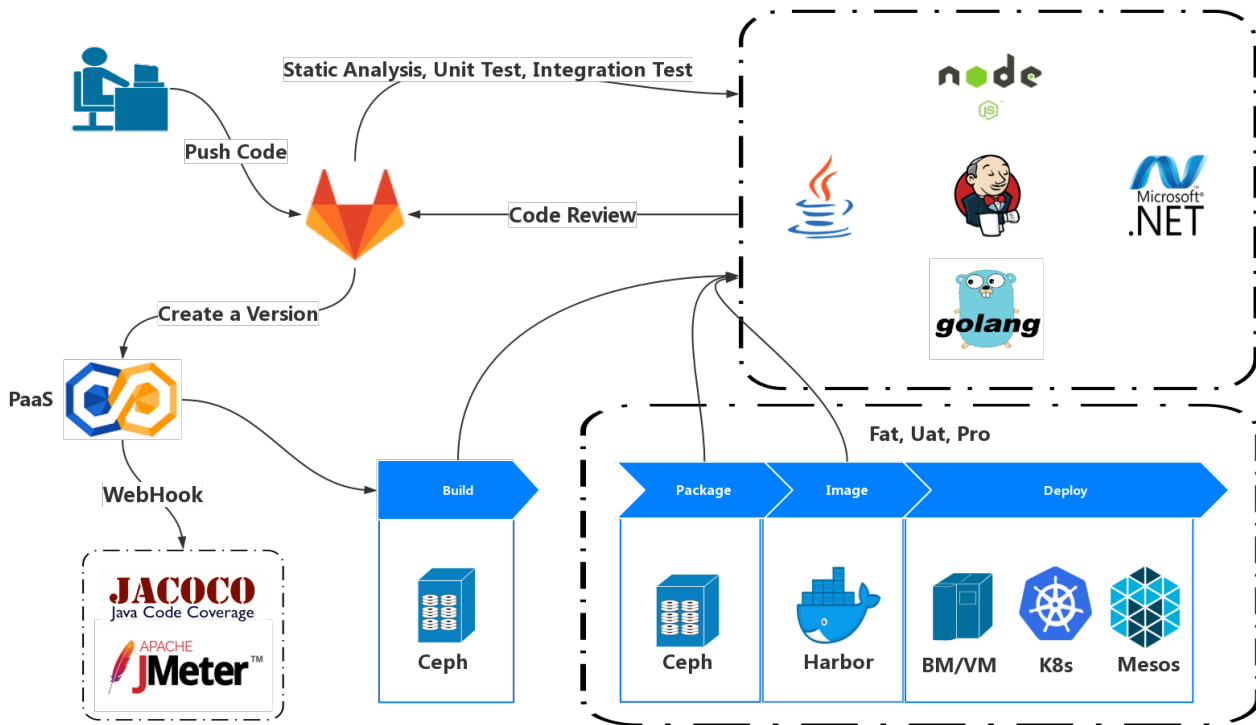 Static Analysis, Unit Test, Integration Test
node
JS
Push Code
Code Review
Microsoft®
.NET
golang
Create a Version
PaaS
Fat, Uat, Pro
Build
Package
Image
Deploy
WebHook
JACOCO
Java Code Coverage
APACHE
JMeter™
Ceph
Ceph
Harbor
BM/VM
K8s
Mesos